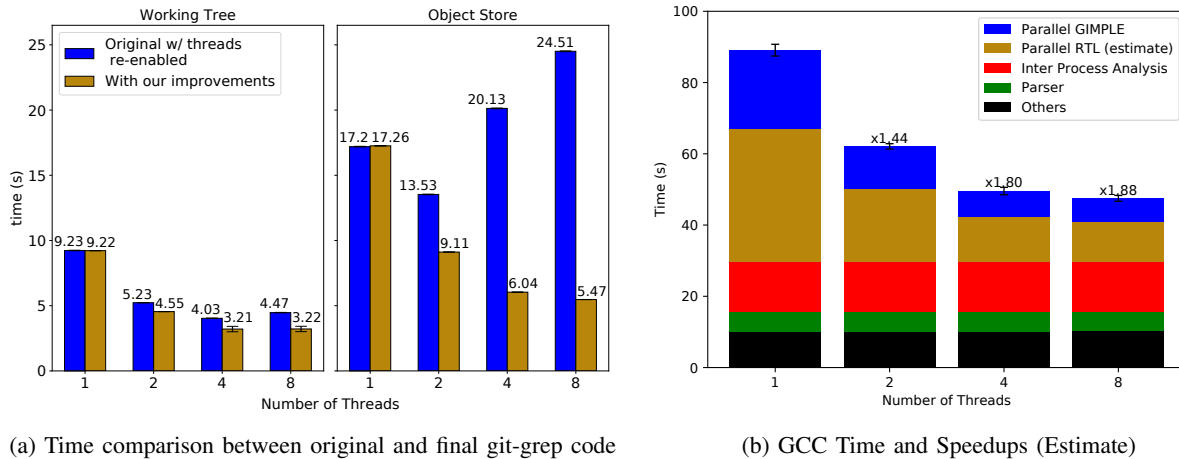 Working Tree
Object Store
Original w/ threads
re-enabled
With our improvements
time (s)
25
20
15
10
5
0
9.23
9.22
5.23
4.55
4.03
3.21
4.47
3.22
17.2
17.26
13.53
9.11
20.13
6.04
24.51
5.47
1
2
4
8
1
2
4
8
Number of Threads
(a) Time comparison between original and final git-grep code
Time (s)
100
80
60
40
20
0
Parallel GIMPLE
Parallel RTL (estimate)
Inter Process Analysis
Parser
Others
x1.44
x1.80
x1.88
1
2
4
8
Number of Threads
(b) GCC Time and Speedups (Estimate)